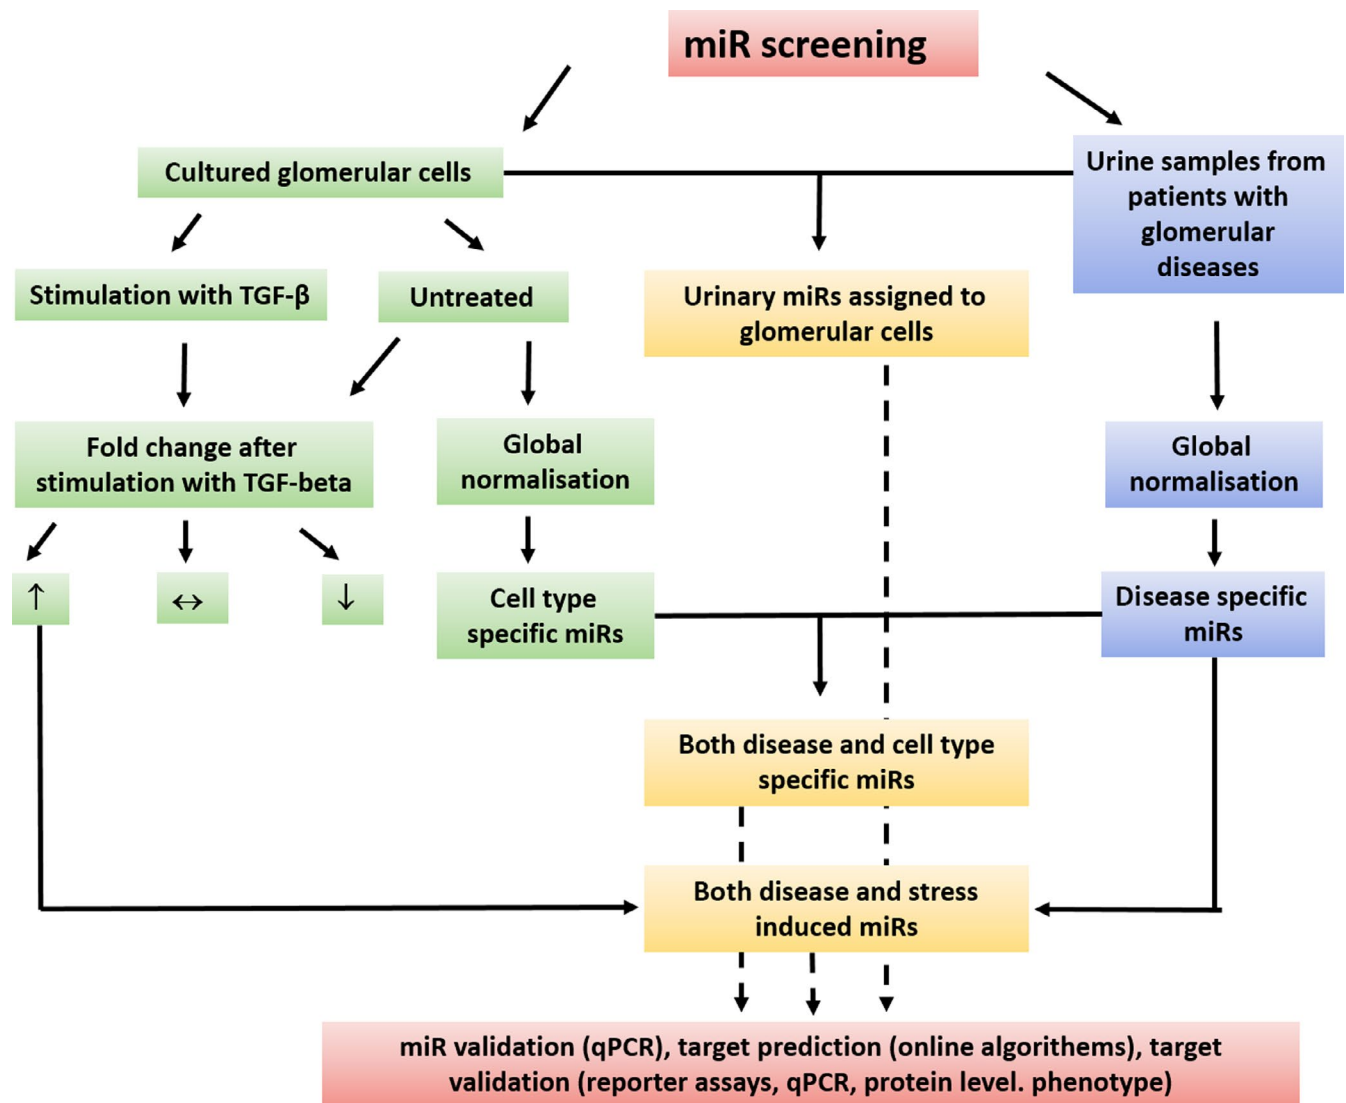 miR screening
Cultured glomerular cells
Urine samples from
patients with
glomerular
diseases
Stimulation with TGF-β
Untreated
Urinary miRs assigned to
glomerular cells
Fold change after
stimulation with TGF-beta
Global
normalisation
Global
normalisation
↑
↔
↓
Cell type
specific miRs
Disease specific
miRs
Both disease and cell type
specific miRs
Both disease and stress
induced miRs
miR validation (qPCR), target prediction (online algorithems), target
validation (reporter assays, qPCR, protein level. phenotype)